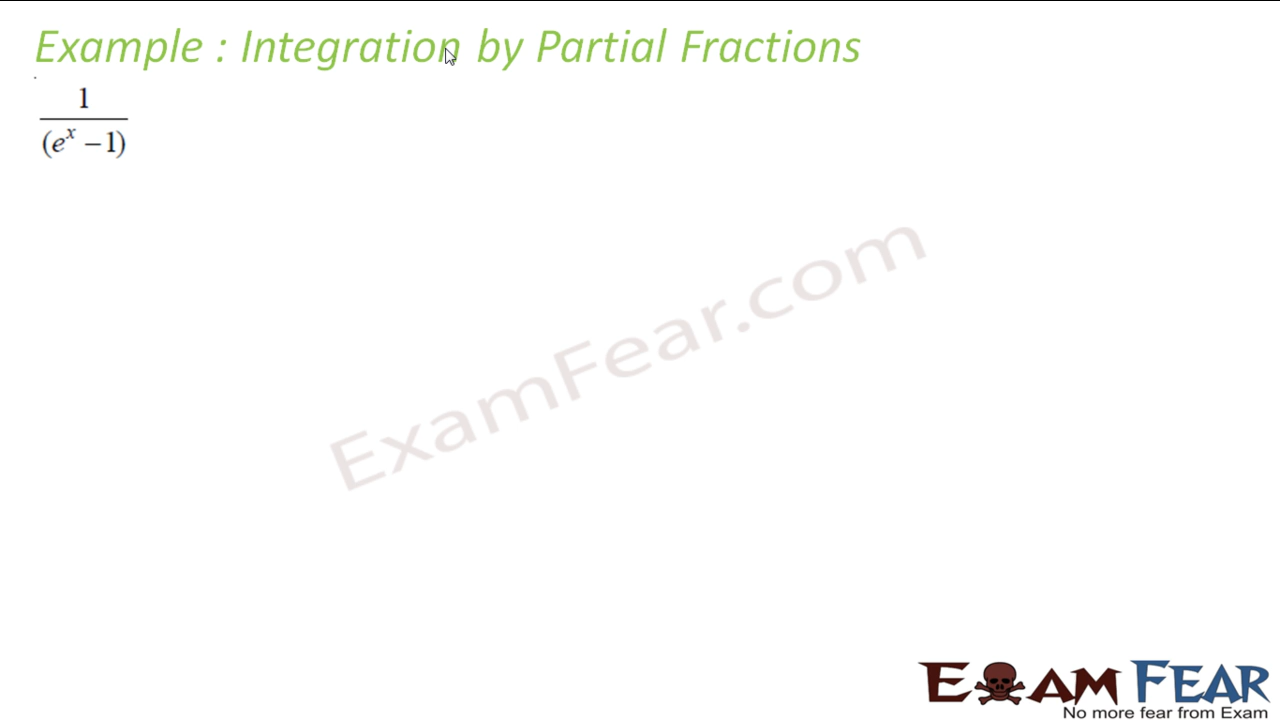 Example : Integration by Partial Fractions
1
(e^x − 1)
ExamFear.com
EXAM FEAR
No more fear from Exam